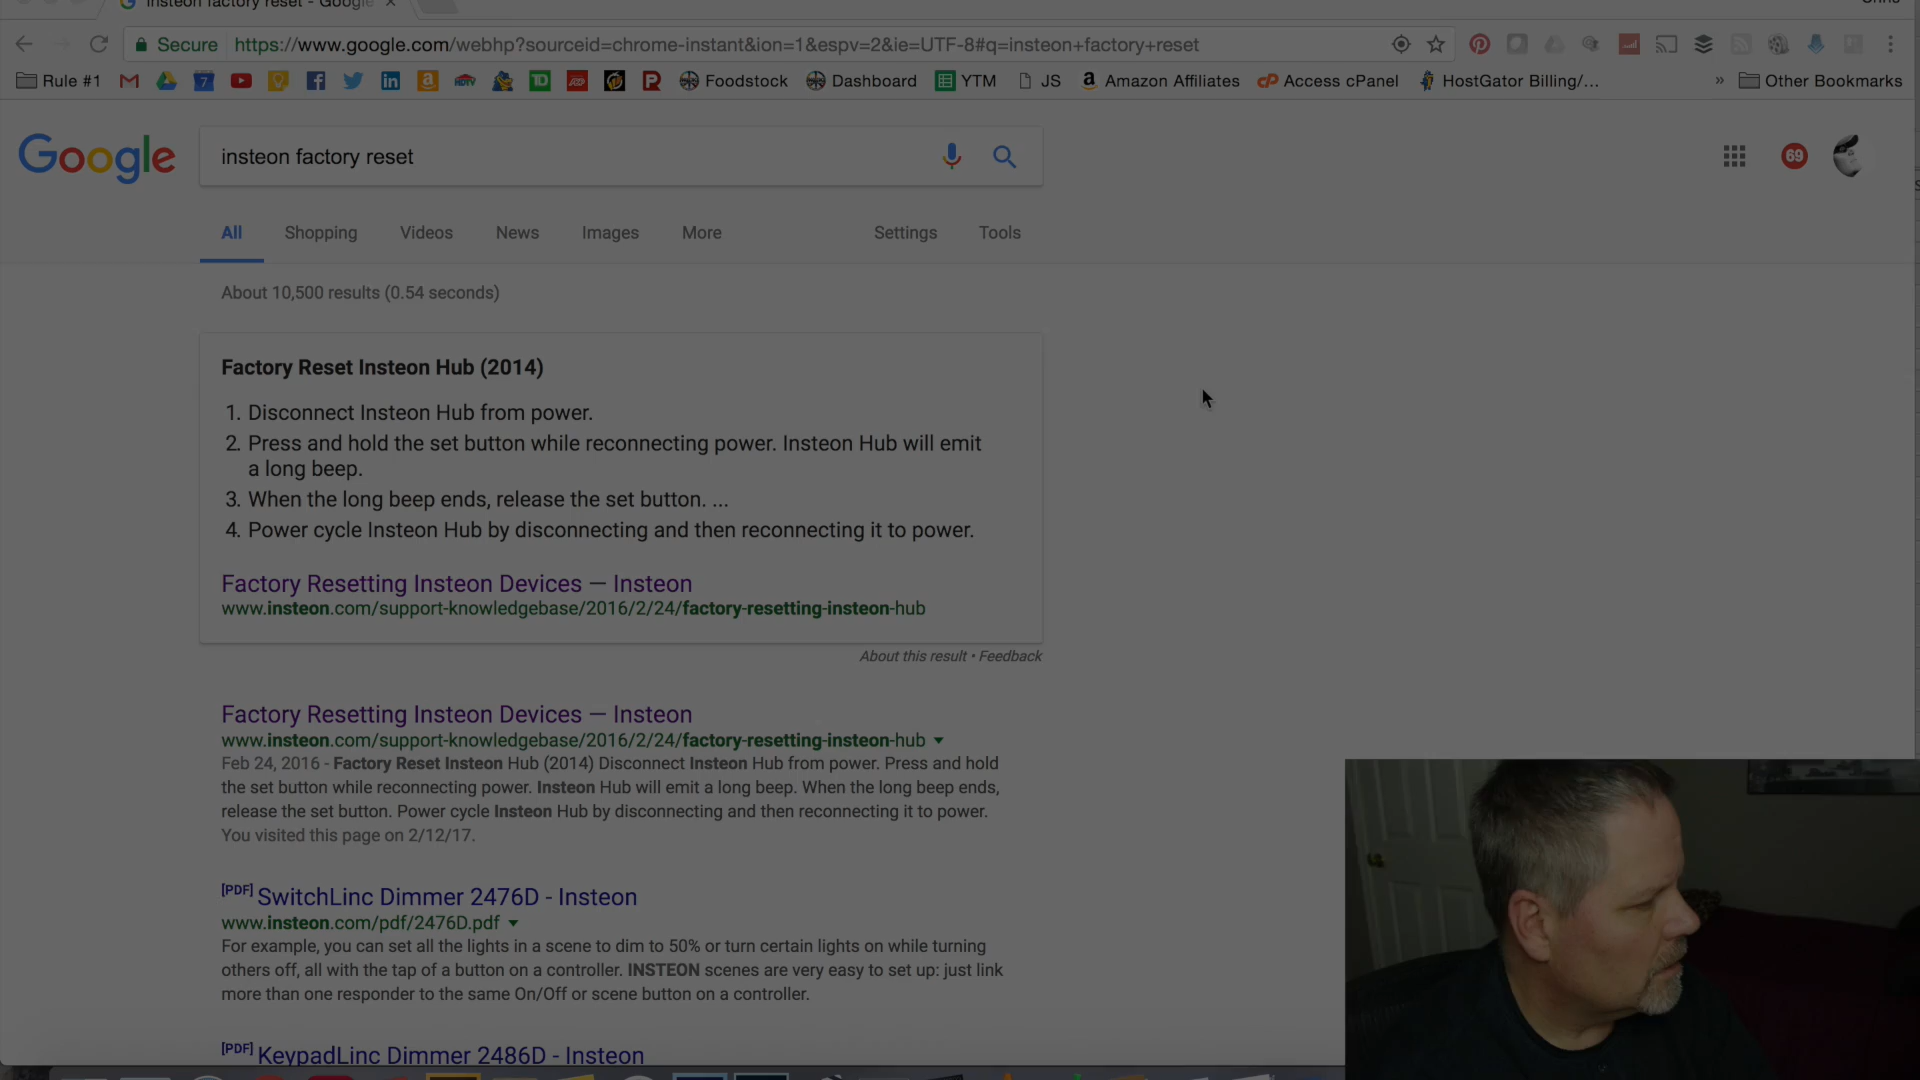 insteon factory reset - Google
Secure https://www.google.com/webhp?sourceid=chrome-instant&ion=1&espv=2&ie=UTF-8#q=insteon+factory+reset
Rule #1 Foodstock Dashboard YTM JS Amazon Affiliates Access cPanel HostGator Billing/... » Other Bookmarks
Google insteon factory reset 69
All Shopping Videos News Images More Settings Tools
About 10,500 results (0.54 seconds)
Factory Reset Insteon Hub (2014)
1. Disconnect Insteon Hub from power.
2. Press and hold the set button while reconnecting power. Insteon Hub will emit
a long beep.
3. When the long beep ends, release the set button. ...
4. Power cycle Insteon Hub by disconnecting and then reconnecting it to power.
Factory Resetting Insteon Devices — Insteon
www.insteon.com/support-knowledgebase/2016/2/24/factory-resetting-insteon-hub
About this result • Feedback
Factory Resetting Insteon Devices — Insteon
www.insteon.com/support-knowledgebase/2016/2/24/factory-resetting-insteon-hub
Feb 24, 2016 - Factory Reset Insteon Hub (2014) Disconnect Insteon Hub from power. Press and hold
the set button while reconnecting power. Insteon Hub will emit a long beep. When the long beep ends,
release the set button. Power cycle Insteon Hub by disconnecting and then reconnecting it to power.
You visited this page on 2/12/17.
[PDF] SwitchLinc Dimmer 2476D - Insteon
www.insteon.com/pdf/2476D.pdf
For example, you can set all the lights in a scene to dim to 50% or turn certain lights on while turning
others off, all with the tap of a button on a controller. INSTEON scenes are very easy to set up: just link
more than one responder to the same On/Off or scene button on a controller.
[PDF] KeypadLinc Dimmer 2486D - Insteon